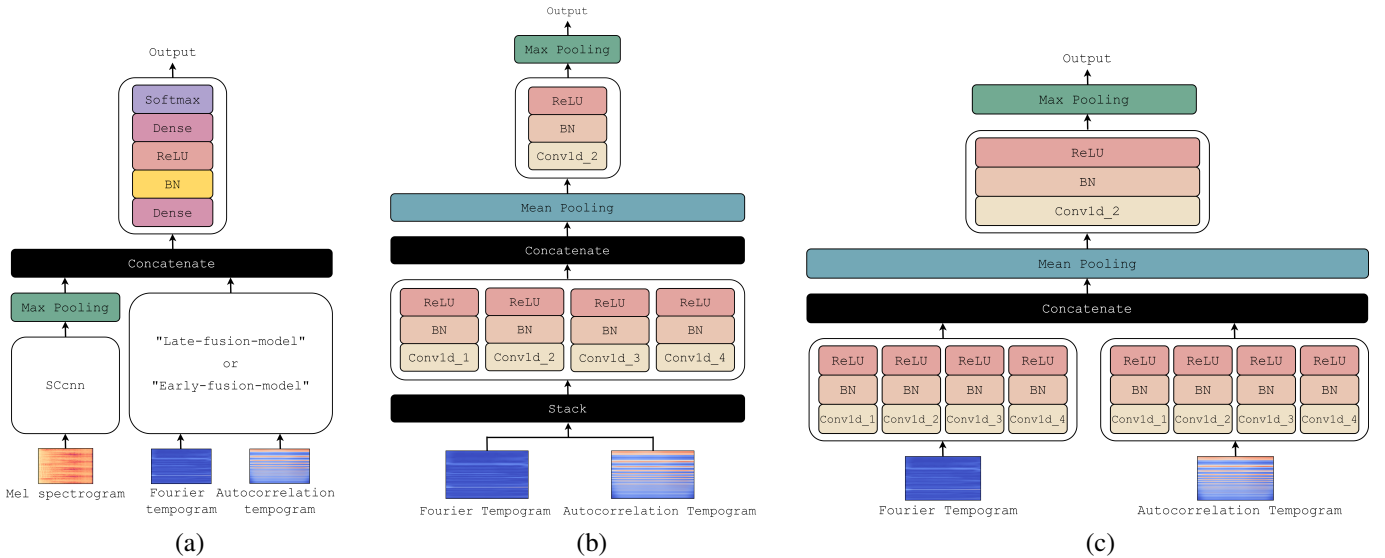 Output
Softmax
Dense
ReLU
BN
Dense
Concatenate
Max Pooling
SCcnn
"Late-fusion-model"
or
"Early-fusion-model"
Mel spectrogram
Fourier
tempogram
Autocorrelation
tempogram
(a)
Output
Max Pooling
ReLU
BN
Conv1d_2
Mean Pooling
Concatenate
ReLU ReLU ReLU ReLU
BN BN BN BN
Conv1d_1 Conv1d_2 Conv1d_3 Conv1d_4
Stack
Fourier Tempogram Autocorrelation Tempogram
(b)
Output
Max Pooling
ReLU
BN
Conv1d_2
Mean Pooling
Concatenate
ReLU ReLU ReLU ReLU ReLU ReLU ReLU ReLU
BN BN BN BN BN BN BN BN
Conv1d_1 Conv1d_2 Conv1d_3 Conv1d_4 Conv1d_1 Conv1d_2 Conv1d_3 Conv1d_4
Fourier Tempogram Autocorrelation Tempogram
(c)